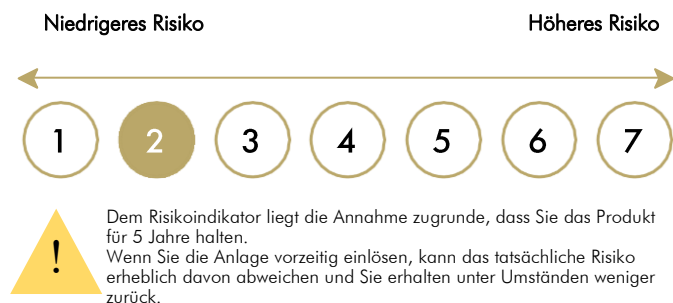 Niedrigeres Risiko Höheres Risiko
1 2 3 4 5 6 7
! Dem Risikoindikator liegt die Annahme zugrunde, dass Sie das Produkt
für 5 Jahre halten.
Wenn Sie die Anlage vorzeitig einlösen, kann das tatsächliche Risiko
erheblich davon abweichen und Sie erhalten unter Umständen weniger
zurück.